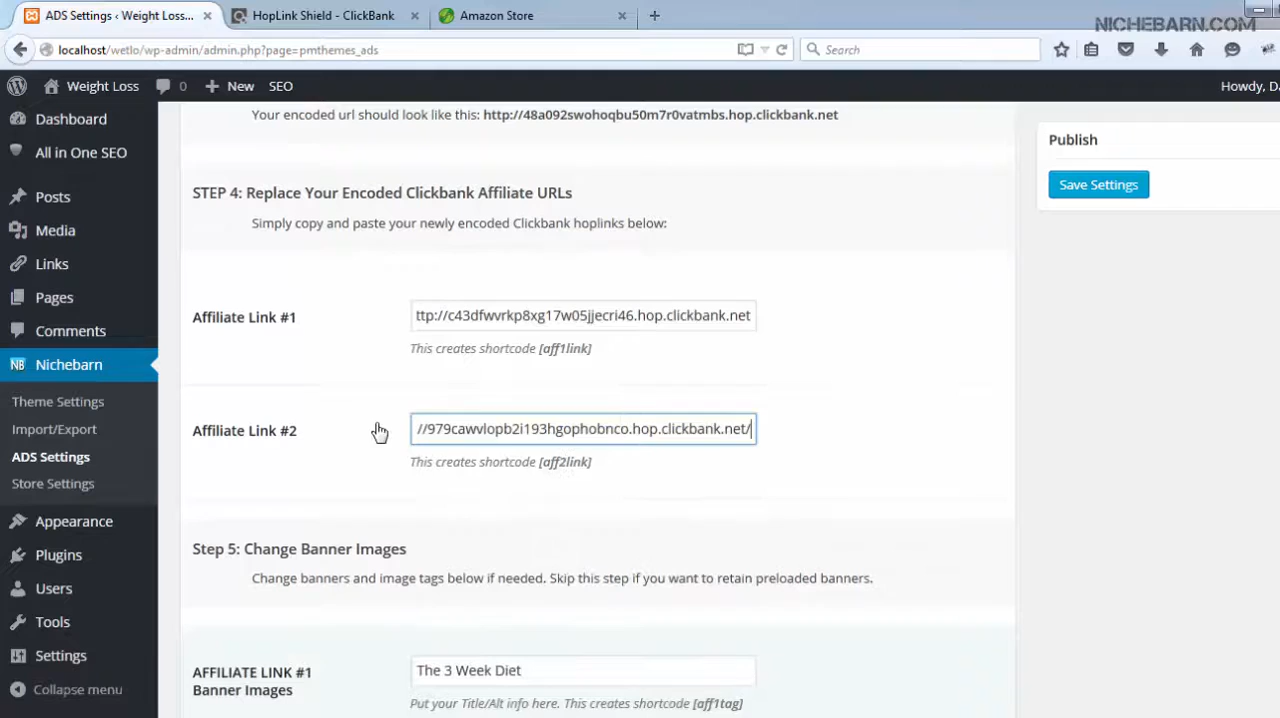 ADS Settings ‹ Weight Loss... ×
HopLink Shield - ClickBank ×
Amazon Store ×
NICHEBARN.COM
localhost/wetlo/wp-admin/admin.php?page=pmthemes_ads
Search
Weight Loss
0
New
SEO
Howdy, Da
Dashboard
All in One SEO
Posts
Media
Links
Pages
Comments
NB Nichebarn
Theme Settings
Import/Export
ADS Settings
Store Settings
Appearance
Plugins
Users
Tools
Settings
Collapse menu
Your encoded url should look like this: http://48a092swohoqbu50m7r0vatmbs.hop.clickbank.net
STEP 4: Replace Your Encoded Clickbank Affiliate URLs
Simply copy and paste your newly encoded Clickbank hoplinks below:
Affiliate Link #1
ttp://c43dfwvrkp8xg17w05jjecri46.hop.clickbank.net
This creates shortcode [aff1link]
Affiliate Link #2
//979cawvlopb2i193hgophobnco.hop.clickbank.net/
This creates shortcode [aff2link]
Step 5: Change Banner Images
Change banners and image tags below if needed. Skip this step if you want to retain preloaded banners.
AFFILIATE LINK #1
Banner Images
The 3 Week Diet
Put your Title/Alt info here. This creates shortcode [aff1tag]
Publish
Save Settings